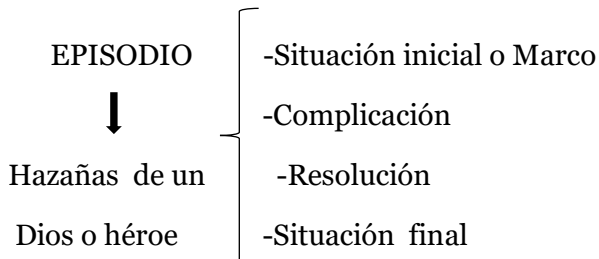 EPISODIO
Hazañas de un
Dios o héroe
-Situación inicial o Marco
-Complicación
-Resolución
-Situación final